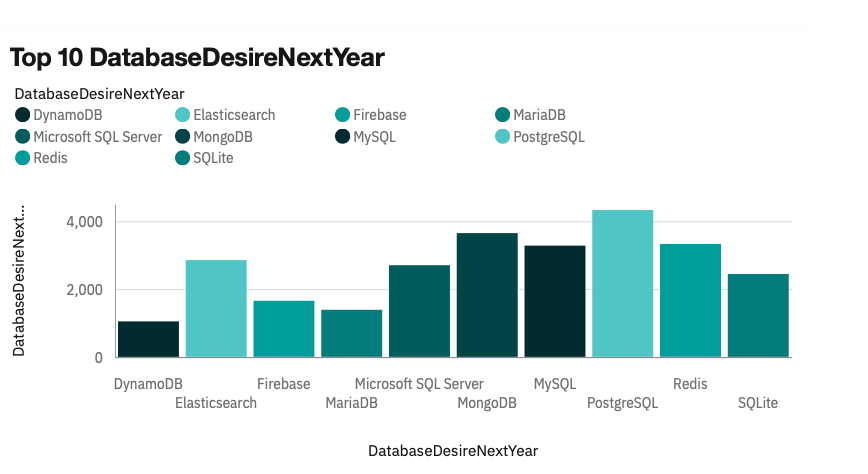 Top 10 DatabaseDesireNextYear
DatabaseDesireNextYear
DynamoDB Elasticsearch Firebase MariaDB
Microsoft SQL Server MongoDB MySQL PostgreSQL
Redis SQLite
DatabaseDesireNext...
4,000
2,000
0
DynamoDB Firebase Microsoft SQL Server MySQL Redis
Elasticsearch MariaDB MongoDB PostgreSQL SQLite
DatabaseDesireNextYear